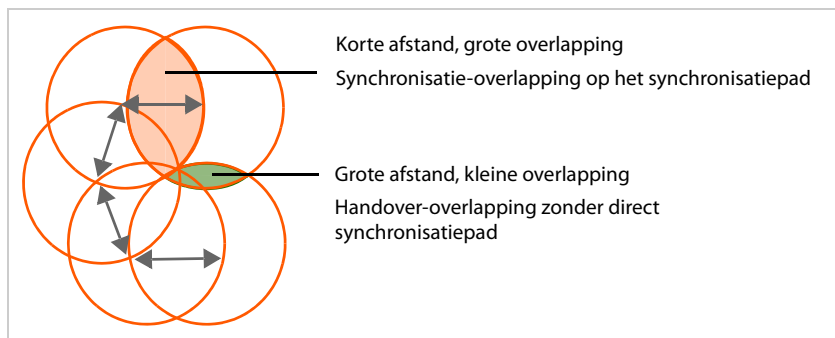 Korte afstand, grote overlapping
Synchronisatie-overlapping op het synchronisatiepad
Grote afstand, kleine overlapping
Handover-overlapping zonder direct
synchronisatiepad